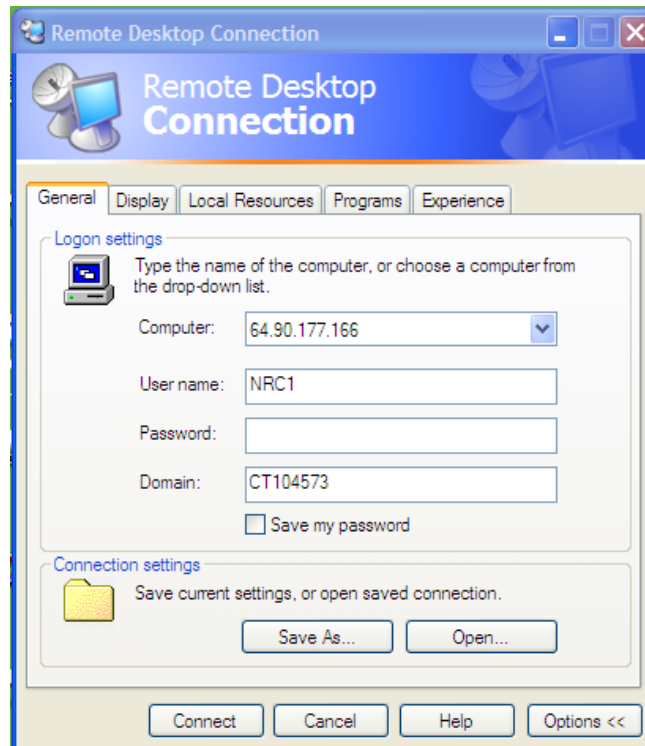 Remote Desktop Connection
Remote Desktop
Connection
General Display Local Resources Programs Experience
Logon settings
Type the name of the computer, or choose a computer from
the drop-down list.
Computer: 64.90.177.166
User name: NRC1
Password:
Domain: CT104573
Save my password
Connection settings
Save current settings, or open saved connection.
Save As... Open...
Connect Cancel Help Options <<